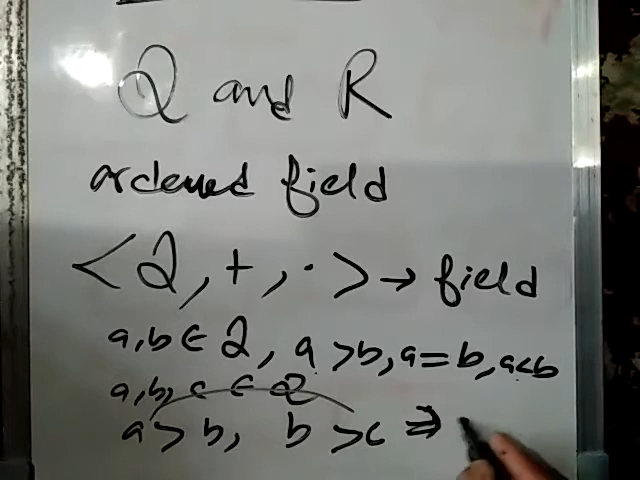 Q and R
ordered field
<Q, +, ·> → field
a, b ∈ Q, a > b, a = b, a < b
a, b, c ∈ Q
a > b, b > c ⇒